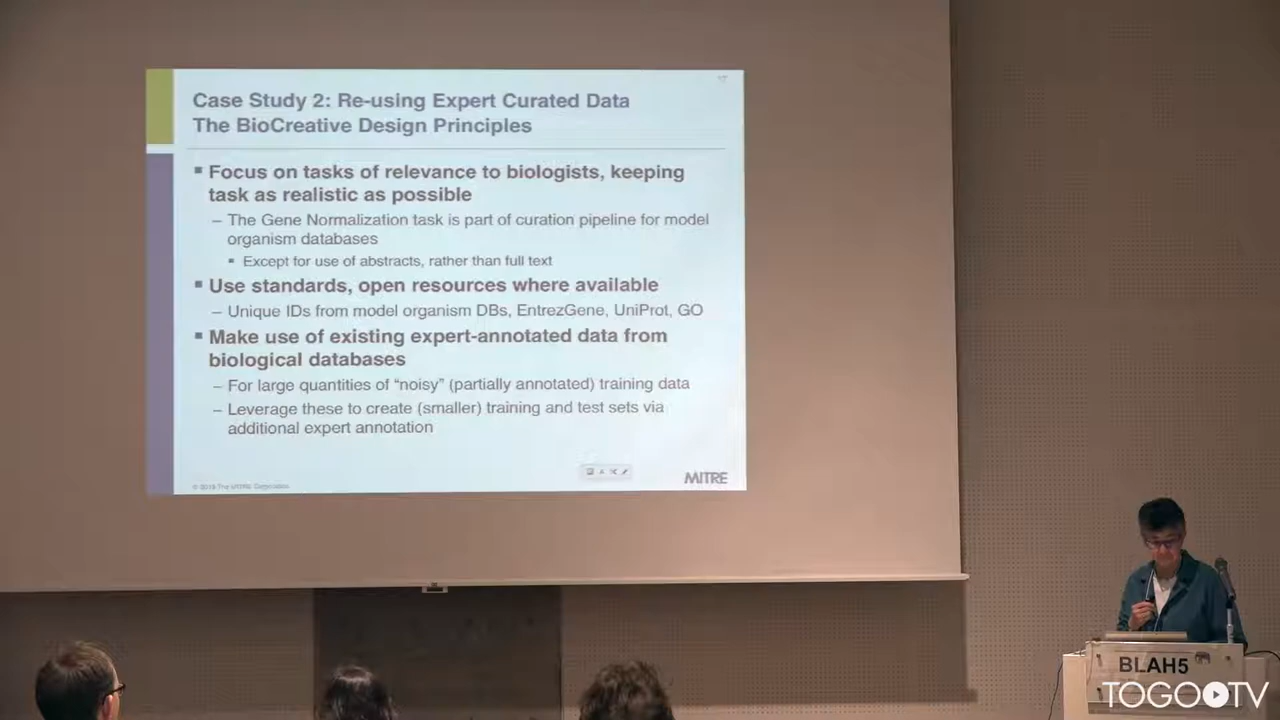 Case Study 2: Re-using Expert Curated Data
The BioCreative Design Principles
▪ Focus on tasks of relevance to biologists, keeping
task as realistic as possible
– The Gene Normalization task is part of curation pipeline for model
organism databases
▪ Except for use of abstracts, rather than full text
▪ Use standards, open resources where available
– Unique IDs from model organism DBs, EntrezGene, UniProt, GO
▪ Make use of existing expert-annotated data from
biological databases
– For large quantities of “noisy” (partially annotated) training data
– Leverage these to create (smaller) training and test sets via
additional expert annotation
MITRE
BLAH5
TOGO TV